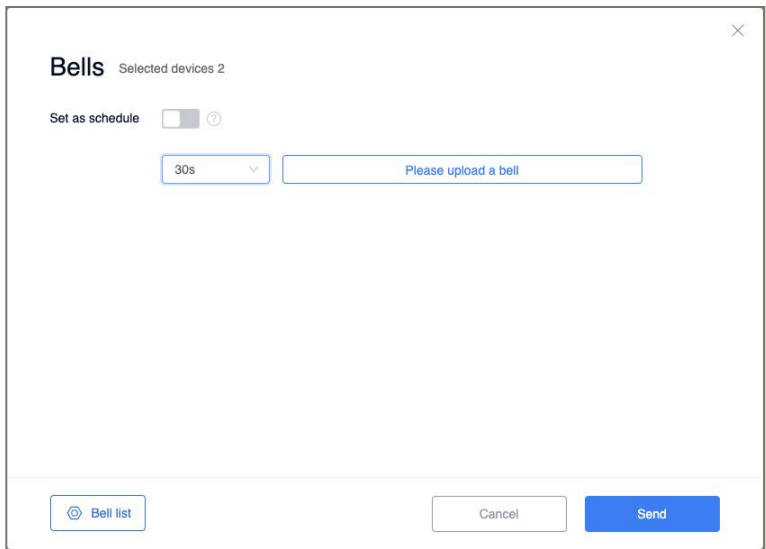 Bells Selected devices 2
Set as schedule ?
30s Please upload a bell
Bell list Cancel Send